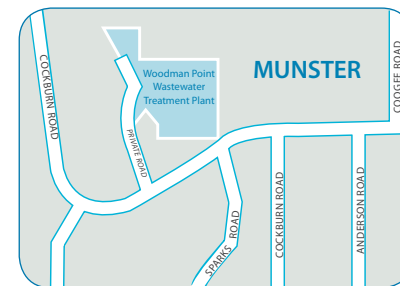 COCKBURN ROAD
Woodman Point
Wastewater
Treatment Plant
MUNSTER
COOGEE ROAD
PRIVATE ROAD
SPARKS ROAD
COCKBURN ROAD
ANDERSON ROAD